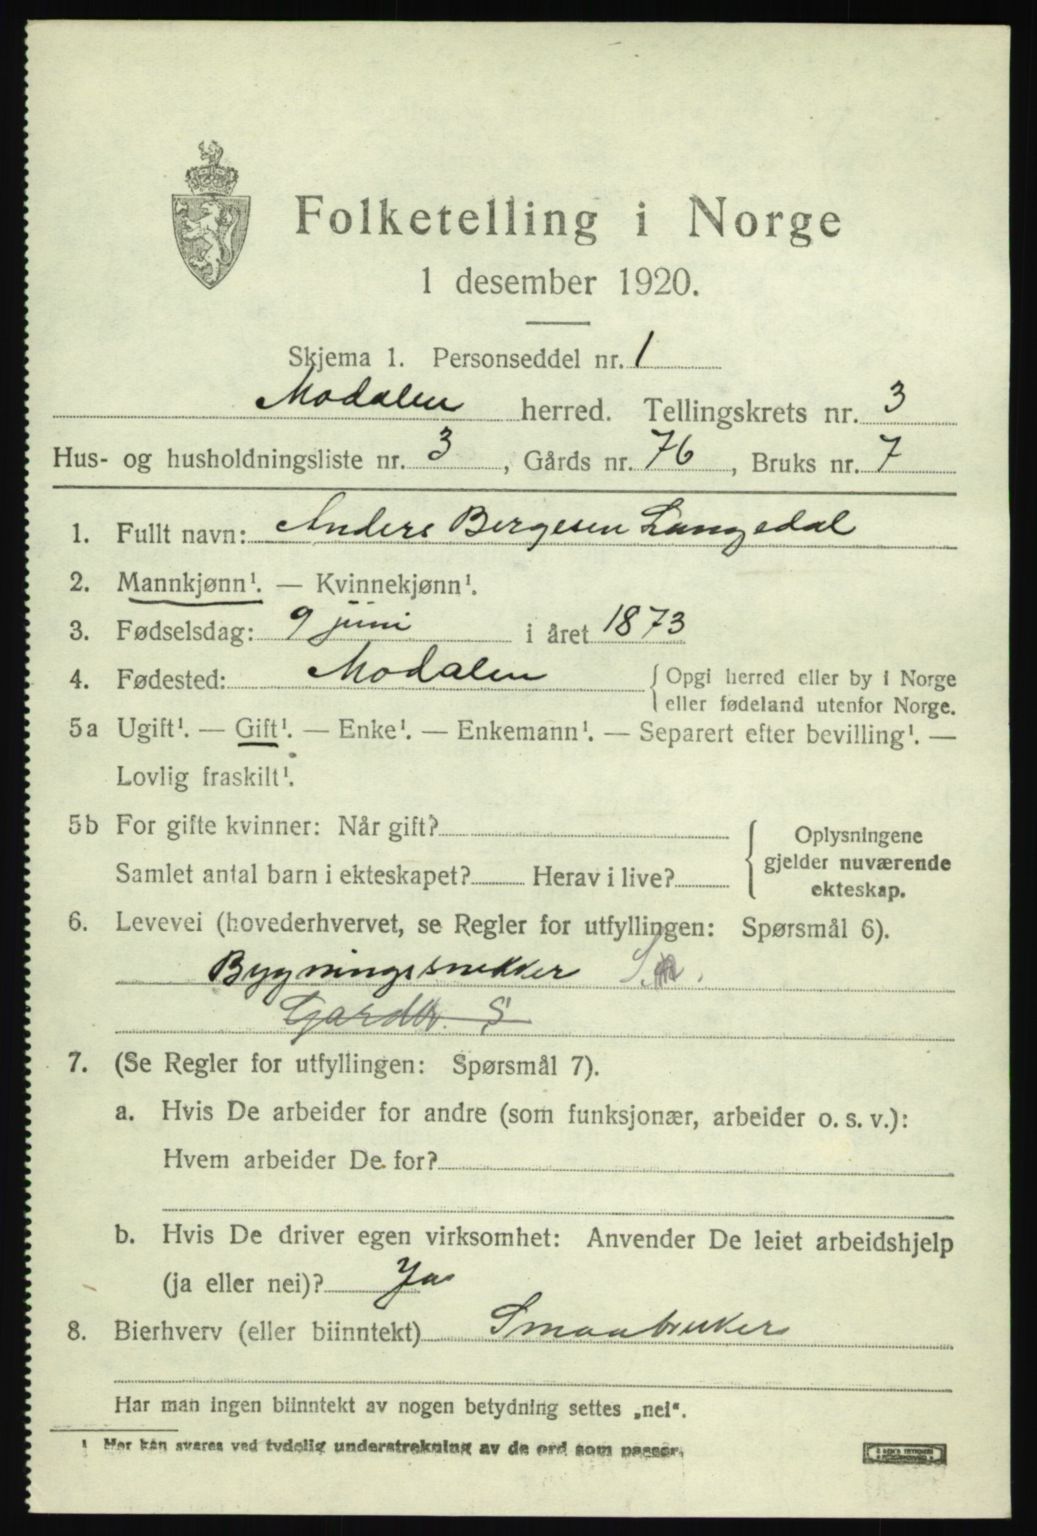 Folketelling i Norge
1 desember 1920.
Skjema 1. Personseddel nr. 1
Modalen herred. Tellingskrets nr. 3
Hus- og husholdningsliste nr. 3, Gårds nr. 76, Bruks nr. 7
1. Fullt navn: Anders Bergesen Langedal
2. Mannkjønn¹. — Kvinnekjønn¹.
3. Fødselsdag: 9 juni i året 1873
4. Fødested: Modalen {Opgi herred eller by i Norge
eller fødeland utenfor Norge.
5a Ugift¹. — Gift¹. — Enke¹. — Enkemann¹. — Separert efter bevilling¹. —
Lovlig fraskilt¹.
5b For gifte kvinner: Når gift?
Samlet antal barn i ekteskapet? Herav i live?
{ Oplysningene
gjelder nuværende
ekteskap.
6. Levevei (hovederhvervet, se Regler for utfyllingen: Spørsmål 6).
Bygningssnekker
Gardbr. S
7. (Se Regler for utfyllingen: Spørsmål 7).
a. Hvis De arbeider for andre (som funksjonær, arbeider o. s. v.):
Hvem arbeider De for?
b. Hvis De driver egen virksomhet: Anvender De leiet arbeidshjelp
(ja eller nei)? Ja
8. Bierhverv (eller biinntekt) Smaabruker
Har man ingen biinntekt av nogen betydning settes „nei“.
1 Her kan svares ved tydelig understrekning av de ord som passer.